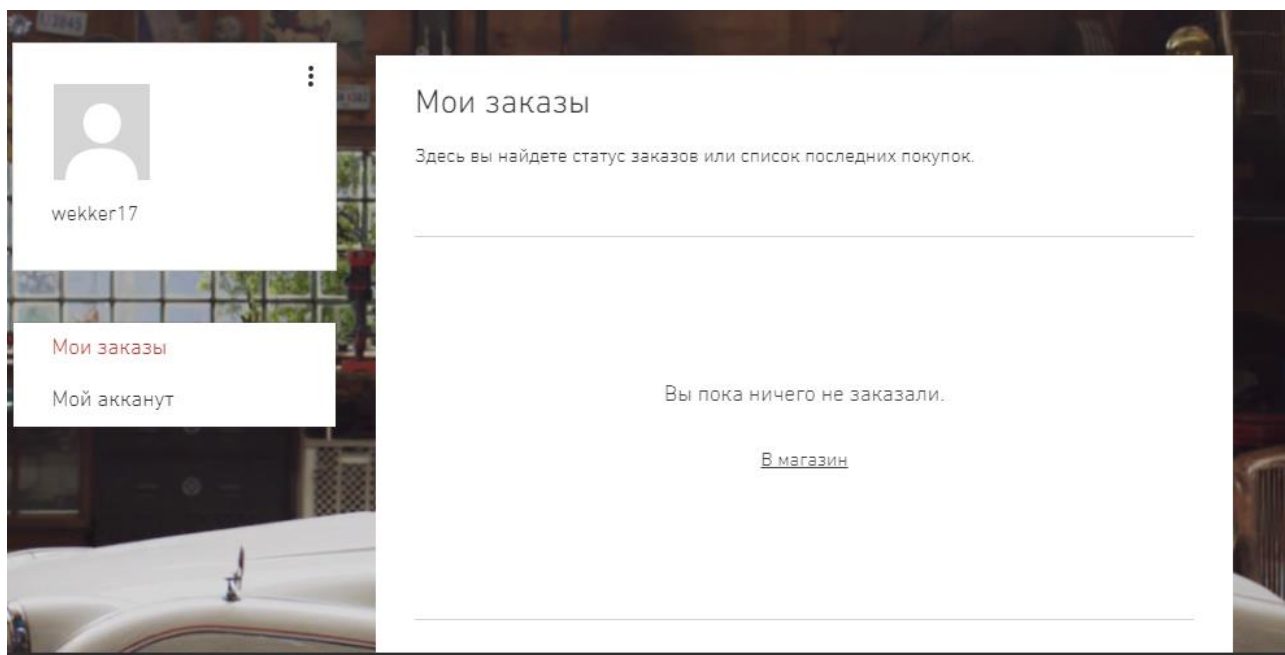 wekker17
Мои заказы
Мой акканут
Мои заказы
Здесь вы найдете статус заказов или список последних покупок.
Вы пока ничего не заказали.
В магазин